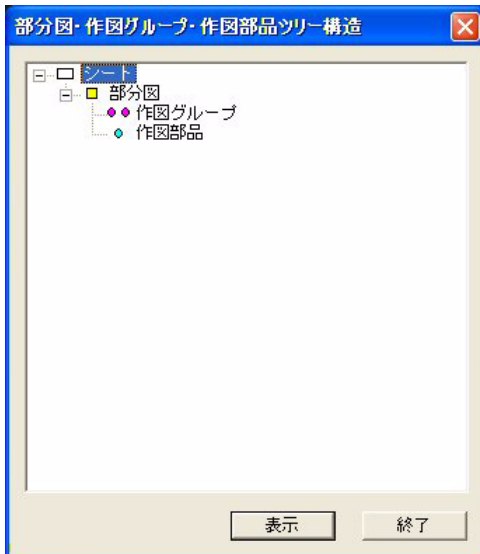 部分図・作図グループ・作図部品ツリー構造
シート
部分図
作図グループ
作図部品
表示
終了